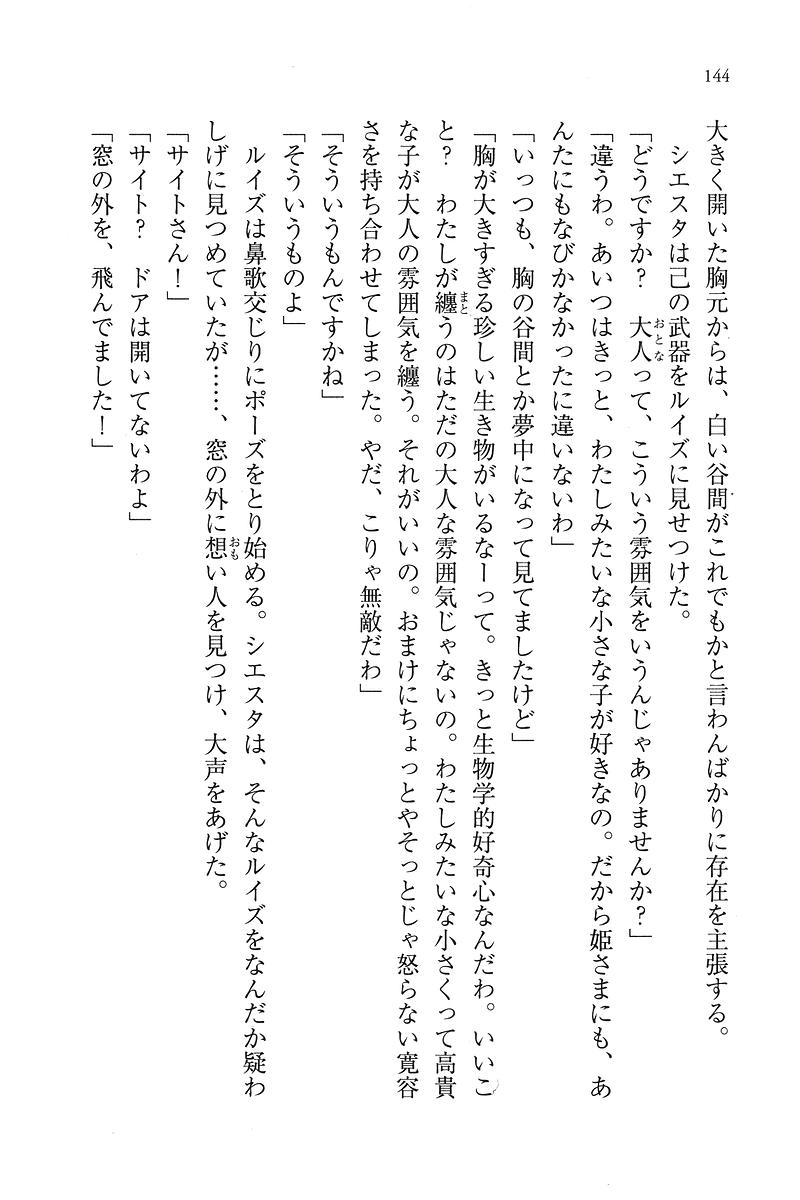 144
大きく開いた胸元からは、白い谷間がこれでもかと言わんばかりに存在を主張する。
　シエスタは己の武器をルイズに見せつけた。
「どうですか？　大人って、こういう雰囲気をいうんじゃありませんか？」
「違うわ。あいつはきっと、わたしみたいな小さな子が好きなの。だから姫さまにも、あ
んたにもなびかなかったに違いないわ」
「いっつも、胸の谷間とか夢中になって見てましたけど」
「胸が大きすぎる珍しい生き物がいるなーって。きっと生物学的好奇心なんだわ。いいこ
と？　わたしが纏うのはただの大人な雰囲気じゃないの。わたしみたいな小さくって高貴
な子が大人の雰囲気を纏う。それがいいの。おまけにちょっとやそっとじゃ怒らない寛容
さを持ち合わせてしまった。やだ、こりゃ無敵だわ」
「そういうもんですかね」
「そういうものよ」
　ルイズは鼻歌交じりにポーズをとり始める。シエスタは、そんなルイズをなんだか疑わ
しげに見つめていたが……、窓の外に想い人を見つけ、大声をあげた。
「サイトさん！」
「サイト？　ドアは開いてないわよ」
「窓の外を、飛んでました！」